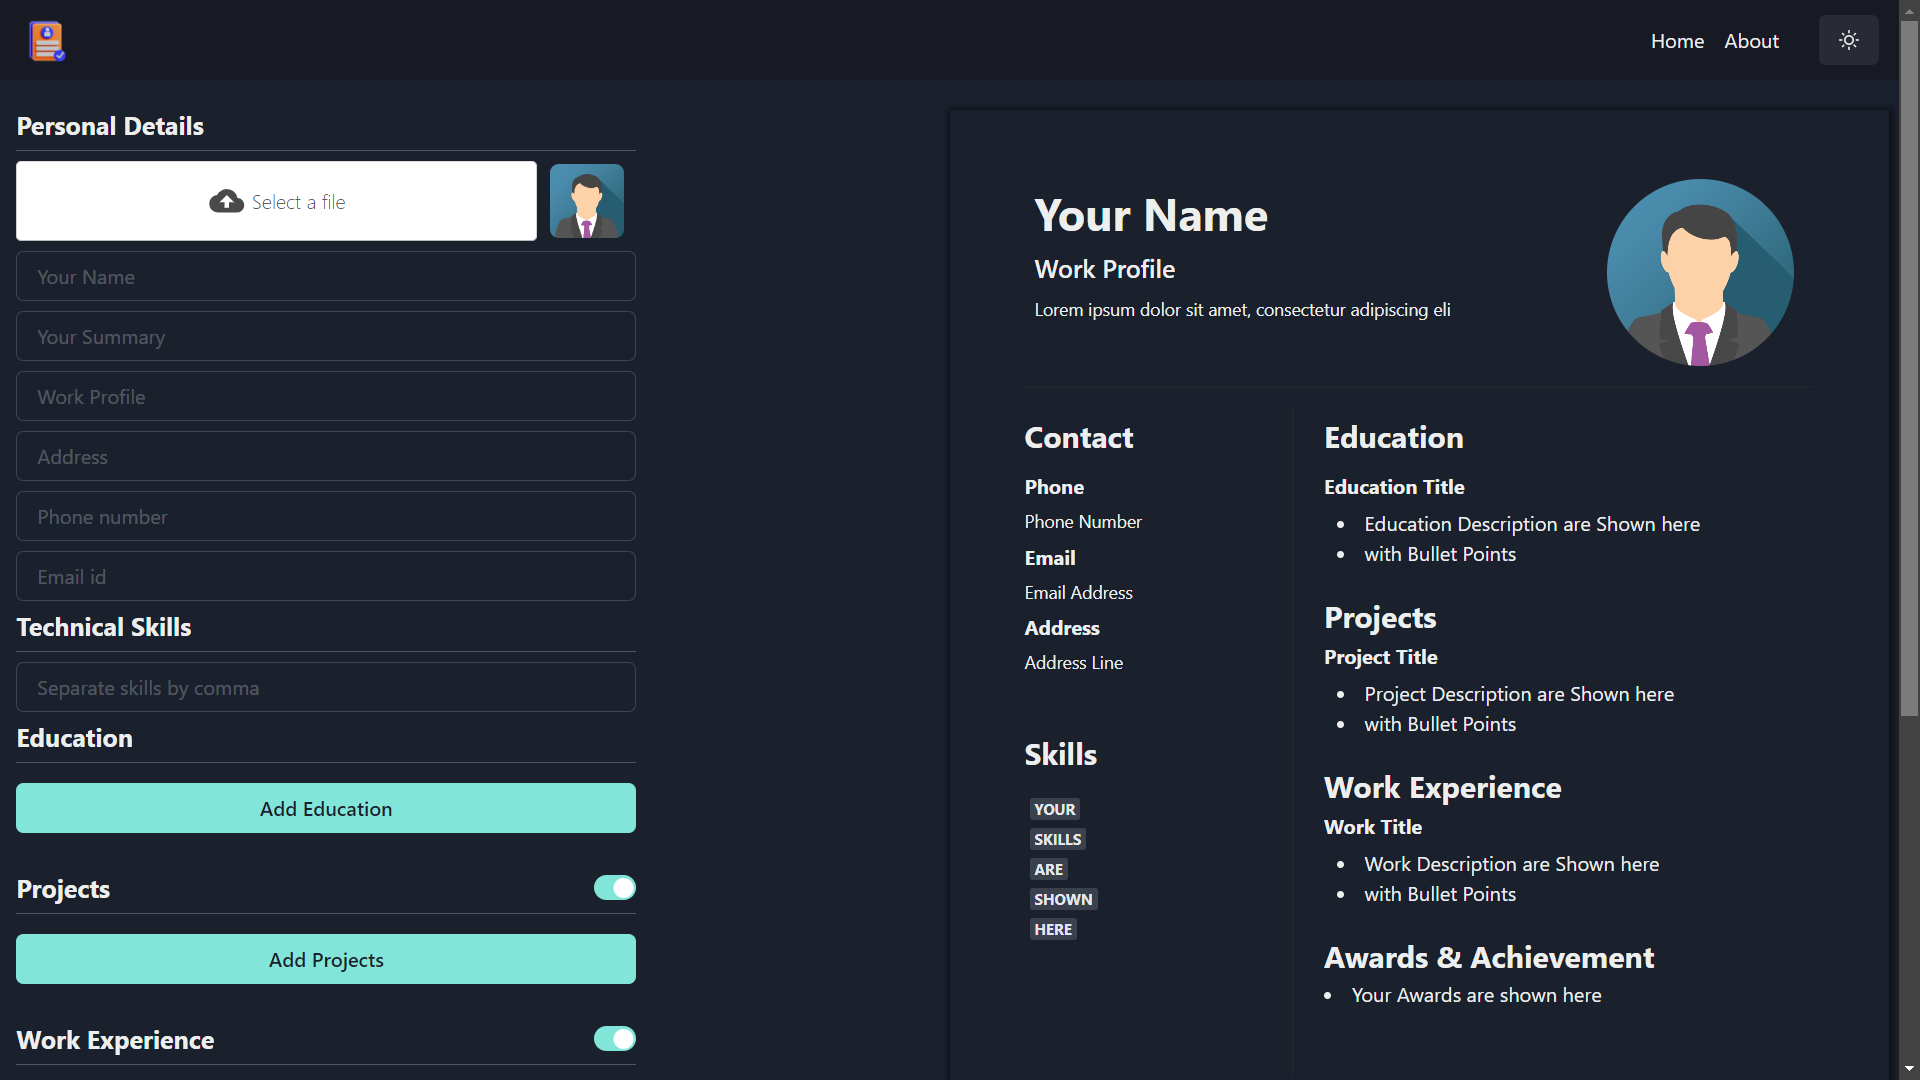 Home
About
Personal Details
Select a file
Your Name
Your Summary
Work Profile
Address
Phone number
Email id
Technical Skills
Separate skills by comma
Education
Add Education
Projects
Add Projects
Work Experience
Your Name
Work Profile
Lorem ipsum dolor sit amet, consectetur adipiscing eli
Contact
Phone
Phone Number
Email
Email Address
Address
Address Line
Skills
YOUR
SKILLS
ARE
SHOWN
HERE
Education
Education Title
Education Description are Shown here
with Bullet Points
Projects
Project Title
Project Description are Shown here
with Bullet Points
Work Experience
Work Title
Work Description are Shown here
with Bullet Points
Awards & Achievement
Your Awards are shown here